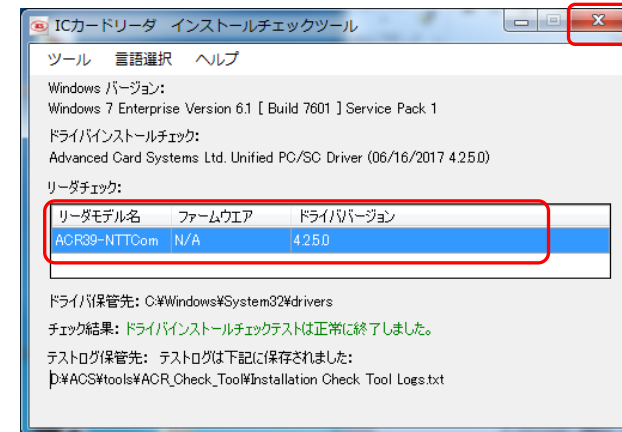 ICカードリーダ インストールチェックツール
ツール 言語選択 ヘルプ
Windows バージョン:
Windows 7 Enterprise Version 6.1 [ Build 7601 ] Service Pack 1
ドライバインストールチェック:
Advanced Card Systems Ltd. Unified PC/SC Driver (06/16/2017 4.2.5.0)
リーダチェック:
リーダモデル名 ファームウエア ドライババージョン
ACR39-NTTCom N/A 4.2.5.0
ドライバ保管先: C:¥Windows¥System32¥drivers
チェック結果: ドライバインストールチェックテストは正常に終了しました。
テストログ保管先: テストログは下記に保存されました:
D:¥ACS¥tools¥ACR_Check_Tool¥Installation Check Tool Logs.txt